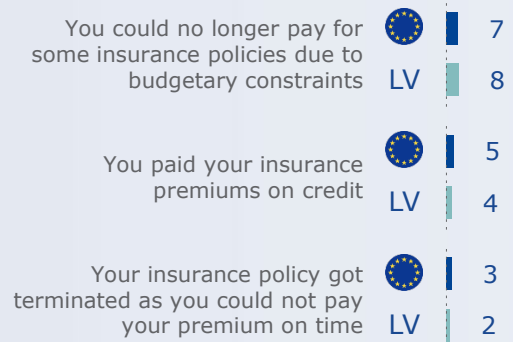 You could no longer pay for
some insurance policies due to
budgetary constraints
7
LV 8
You paid your insurance
premiums on credit
5
LV 4
Your insurance policy got
terminated as you could not pay
your premium on time
3
LV 2